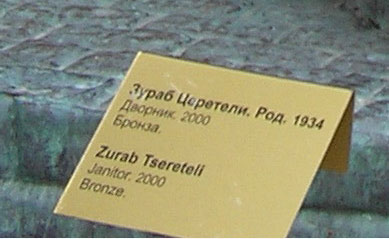 Зураб Церетели. Род. 1934
Дворник. 2000
Бронза.
Zurab Tsereteli
Janitor. 2000
Bronze.